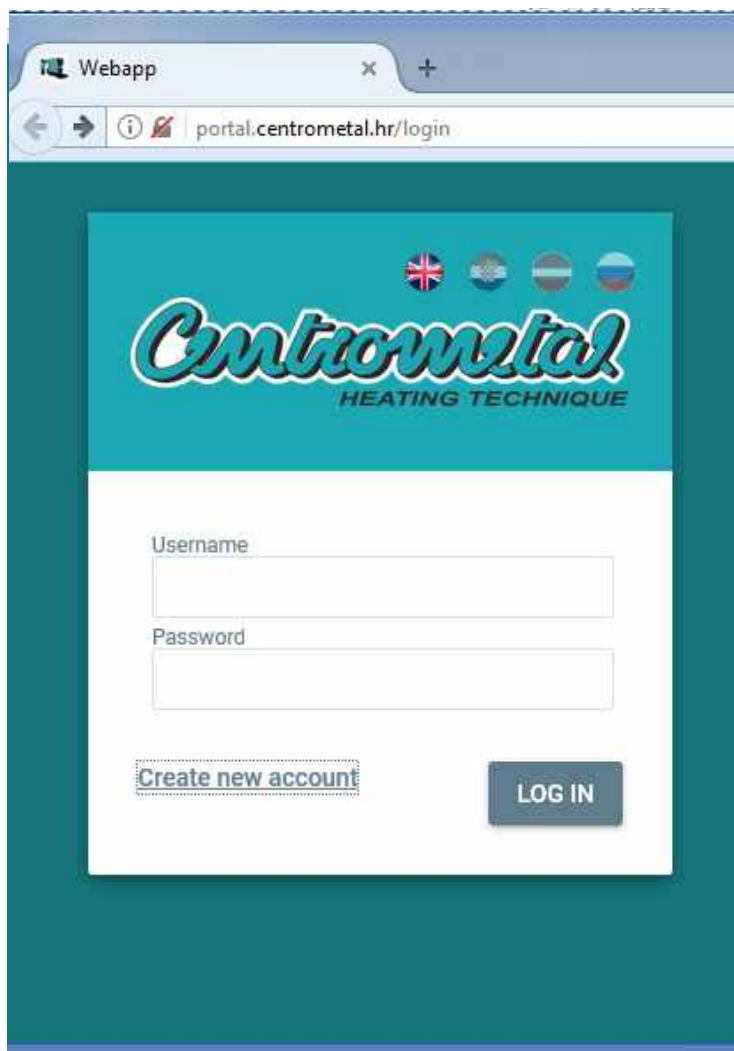 Webapp
portal.centrometal.hr/login
Centrometal
HEATING TECHNIQUE
Username
Password
Create new account
LOG IN